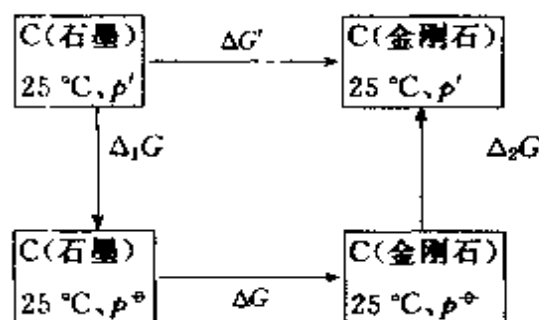 C(石墨)
25 °C、p′
ΔG′
C(金刚石)
25 °C、p′
Δ₁G
Δ₂G
C(石墨)
25 °C、p^⊖
ΔG
C(金刚石)
25 °C、p^⊖